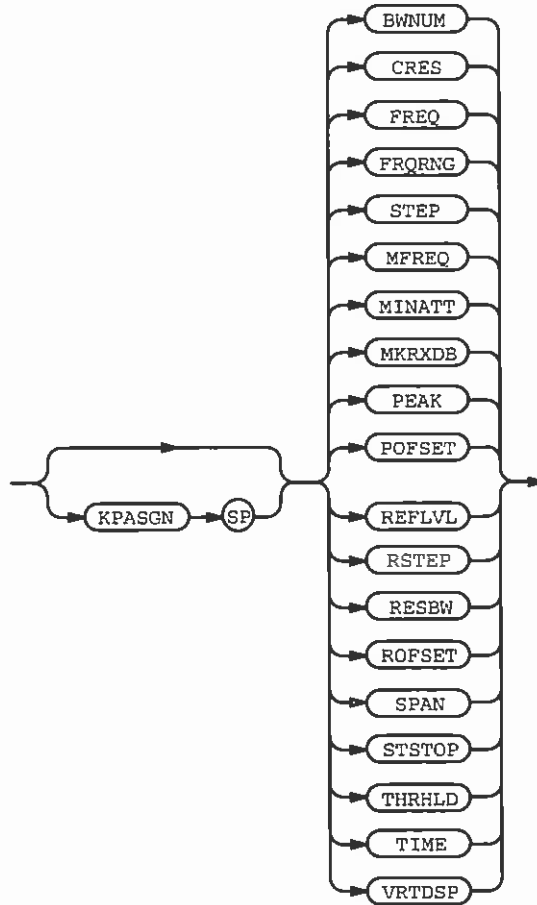 BWNUM
CRES
FREQ
FRQRNG
STEP
MFREQ
MINATT
MKRXDB
PEAK
POFSET
KPASGN SP
REFLVL
RSTEP
RESBW
ROFSET
SPAN
STSTOP
THRHLD
TIME
VRTDSP